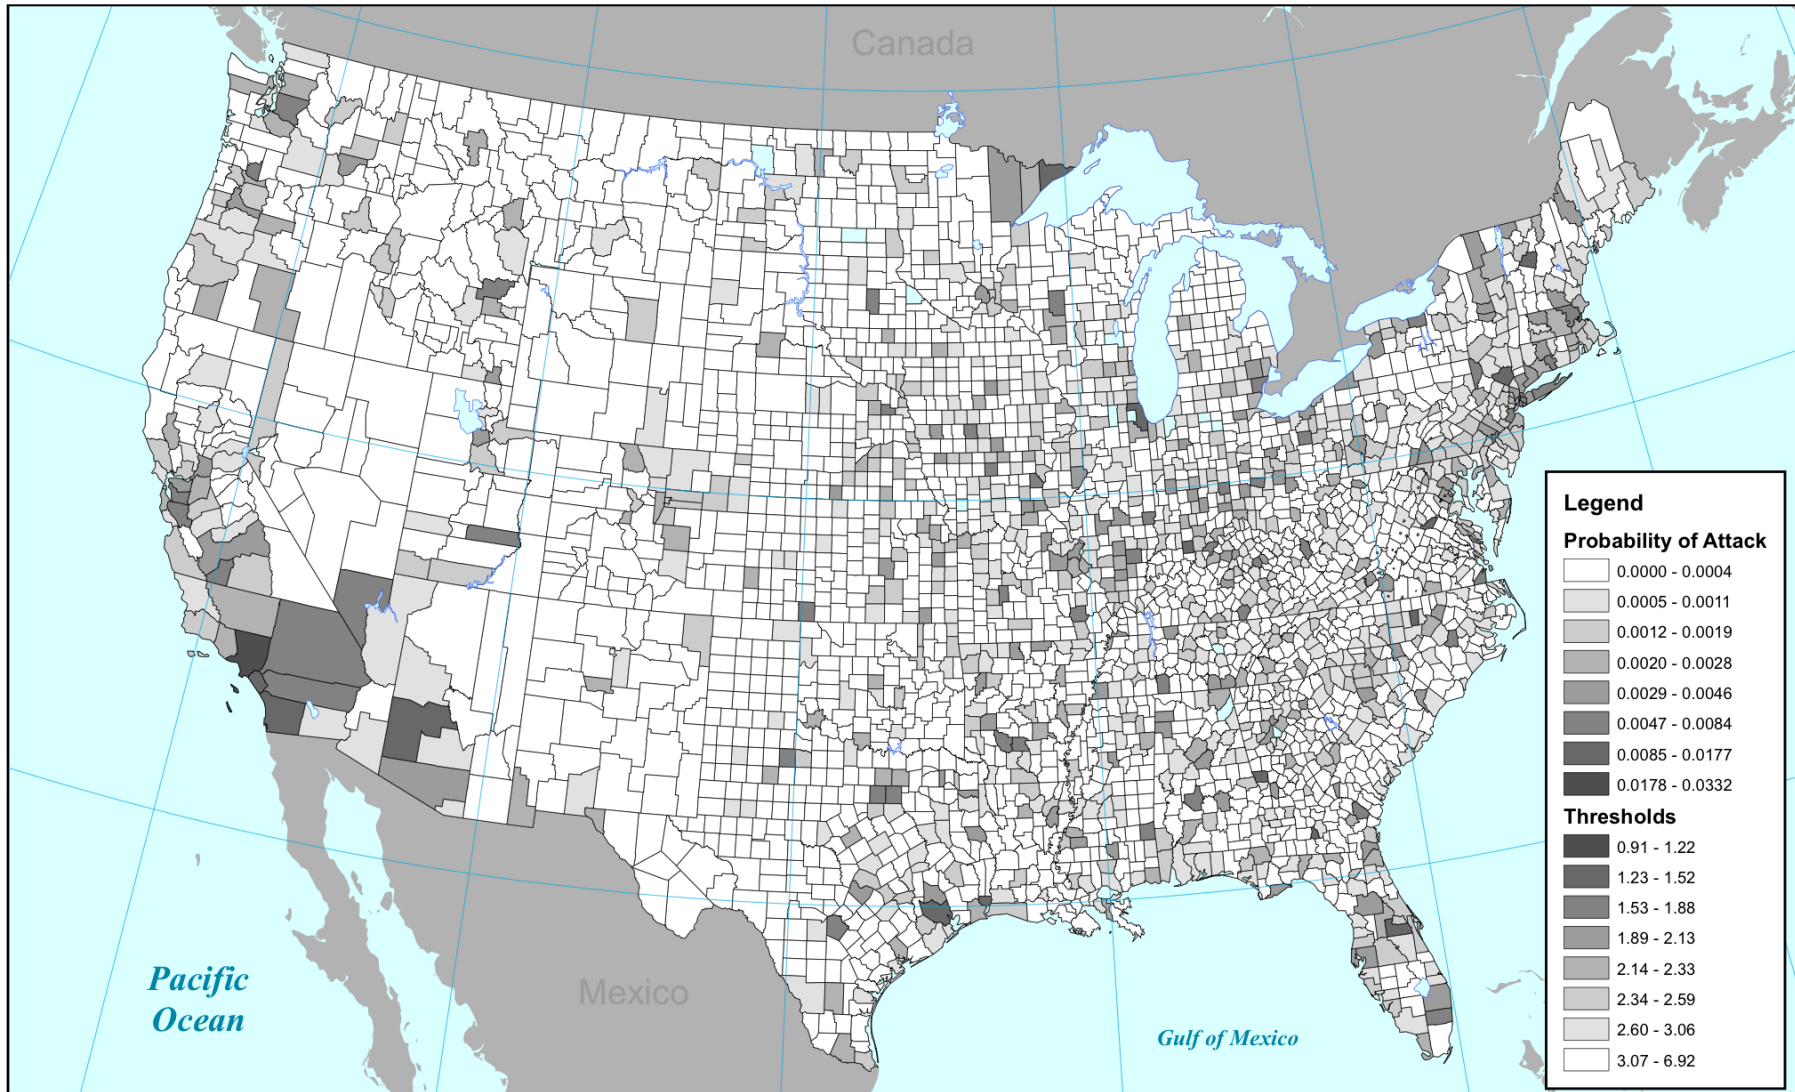 Canada
Pacific
Ocean
Mexico
Gulf of Mexico
Legend
Probability of Attack
0.0000 - 0.0004
0.0005 - 0.0011
0.0012 - 0.0019
0.0020 - 0.0028
0.0029 - 0.0046
0.0047 - 0.0084
0.0085 - 0.0177
0.0178 - 0.0332
Thresholds
0.91 - 1.22
1.23 - 1.52
1.53 - 1.88
1.89 - 2.13
2.14 - 2.33
2.34 - 2.59
2.60 - 3.06
3.07 - 6.92